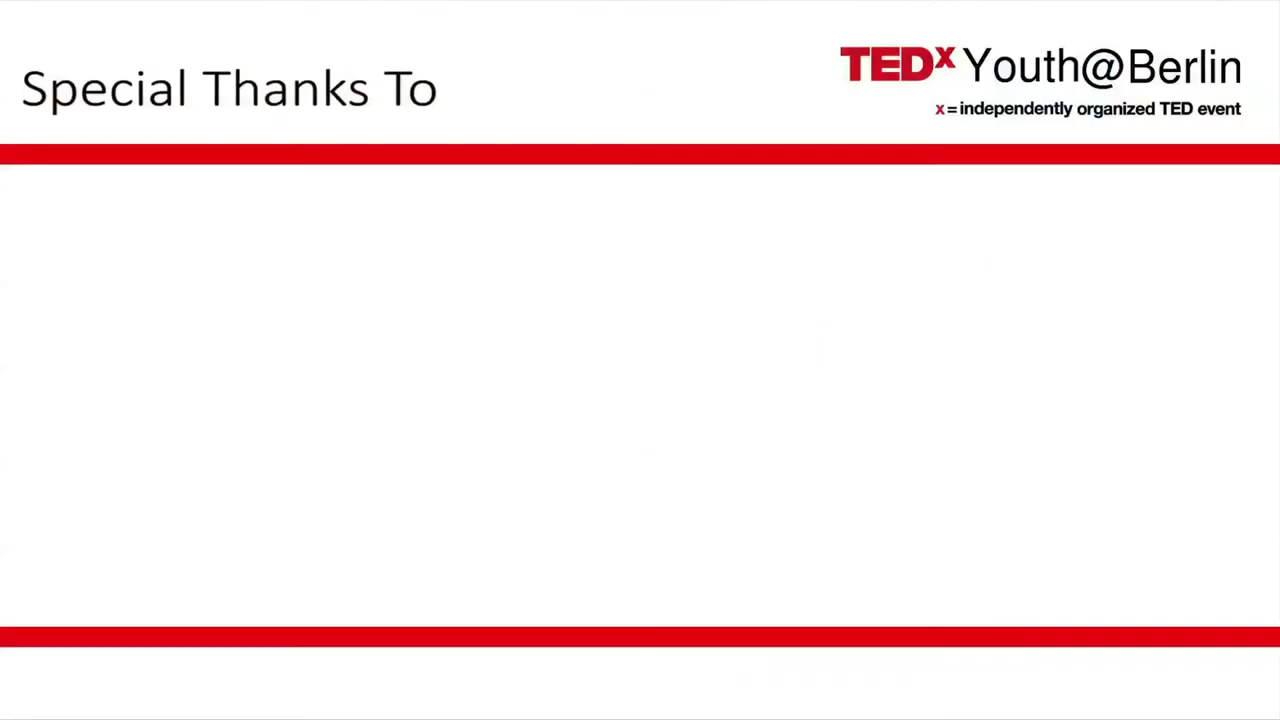 Special Thanks To
TEDx Youth@Berlin
x=independently organized TED event